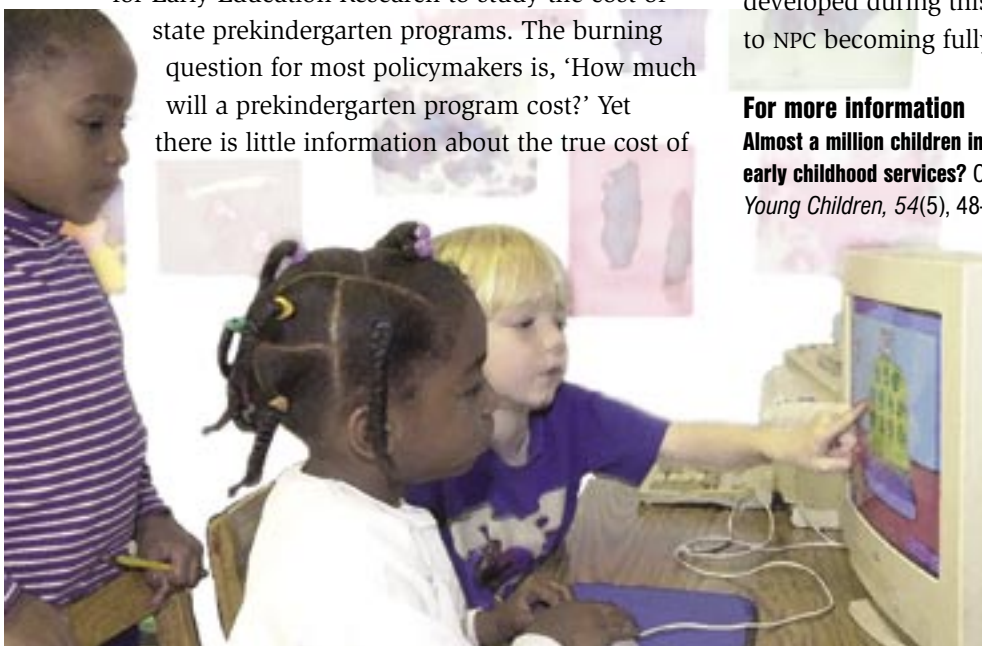 for Early Education Research to study the cost of
state prekindergarten programs. The burning
question for most policymakers is, ‘How much
will a prekindergarten program cost?’ Yet
there is little information about the true cost of
developed during this
to NPC becoming fully
For more information
Almost a million children in
early childhood services?
Young Children, 54(5), 48-